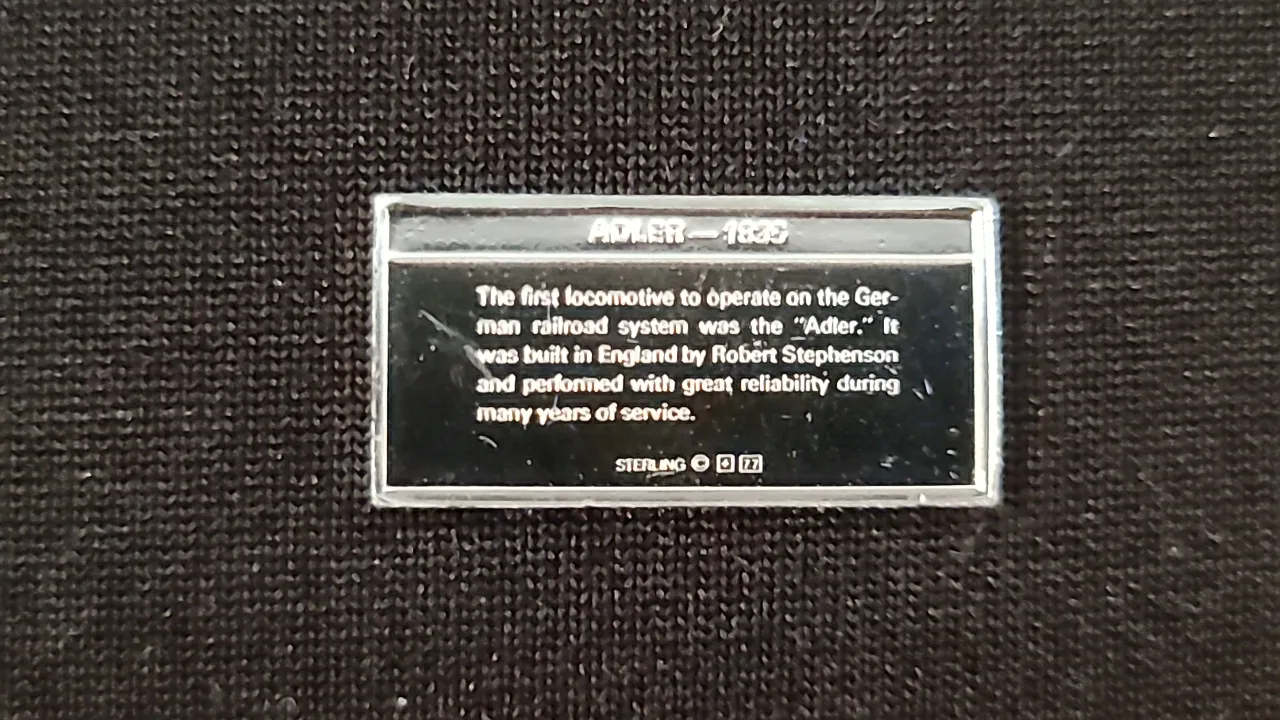 ADLER — 1835
The first locomotive to operate on the Ger-
man railroad system was the "Adler." It
was built in England by Robert Stephenson
and performed with great reliability during
many years of service.
STERLING © 77